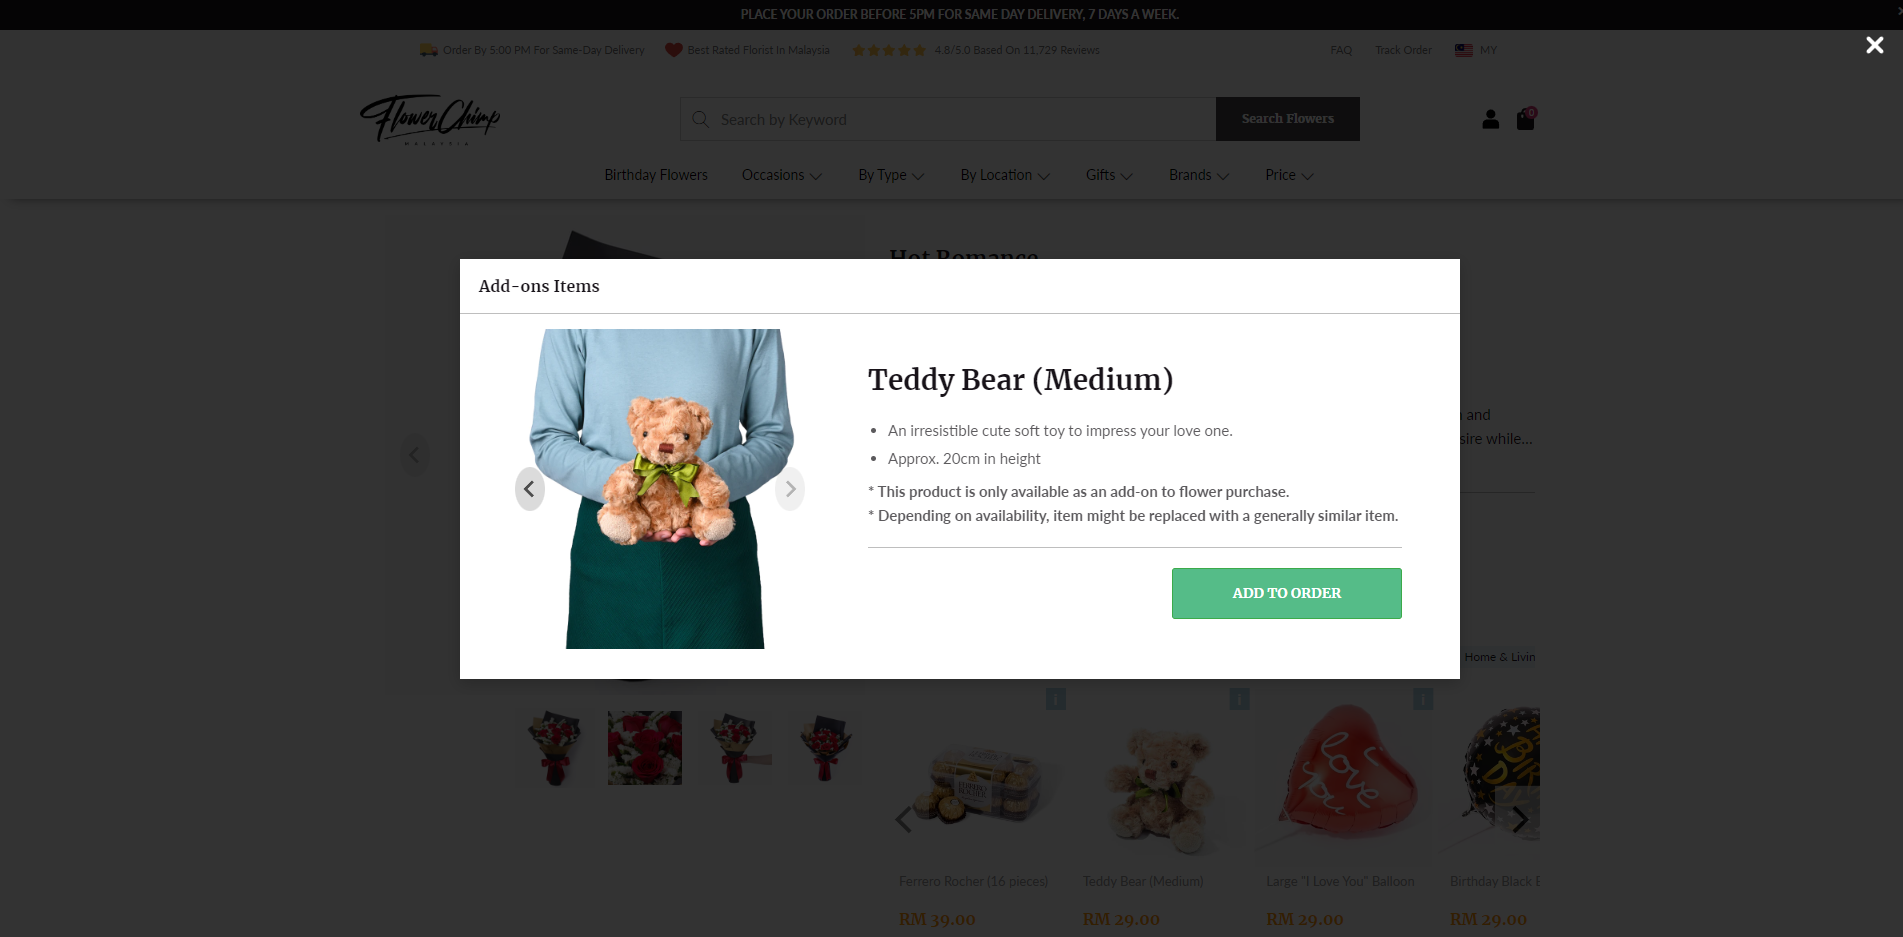 PLACE YOUR ORDER BEFORE 5PM FOR SAME DAY DELIVERY, 7 DAYS A WEEK.
Order By 5:00 PM For Same-Day Delivery
Best Rated Florist In Malaysia
4.8/5.0 Based On 11,729 Reviews
FAQ
Track Order
MY
Flower Chimp
MALAYSIA
Search by Keyword
Search Flowers
0
Birthday Flowers
Occasions
By Type
By Location
Gifts
Brands
Price
Hot Romance
Add-ons Items
Teddy Bear (Medium)
• An irresistible cute soft toy to impress your love one.
• Approx. 20cm in height
* This product is only available as an add-on to flower purchase.
* Depending on availability, item might be replaced with a generally similar item.
ADD TO ORDER
and
sire while...
Home & Livin
i
i
i
FERRERO
ROCHER
I love
you
Ferrero Rocher (16 pieces)
Teddy Bear (Medium)
Large "I Love You" Balloon
Birthday Black B
RM 39.00
RM 29.00
RM 29.00
RM 29.00